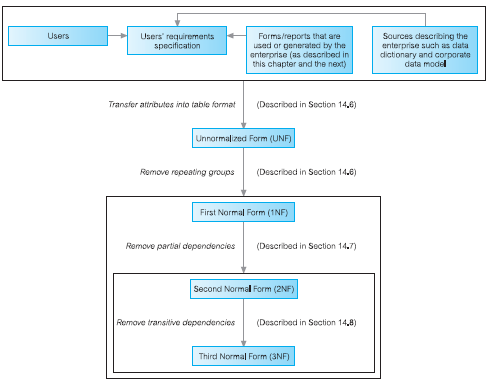 Users
Users' requirements
specification
Forms/reports that are
used or generated by the
enterprise (as described
in this chapter and the next)
Sources describing the
enterprise such as data
dictionary and corporate
data model
Transfer attributes into table format
(Described in Section 14.6)
Unnormalized Form (UNF)
Remove repeating groups
(Described in Section 14.6)
First Normal Form (1NF)
Remove partial dependencies
(Described in Section 14.7)
Second Normal Form (2NF)
Remove transitive dependencies
(Described in Section 14.8)
Third Normal Form (3NF)